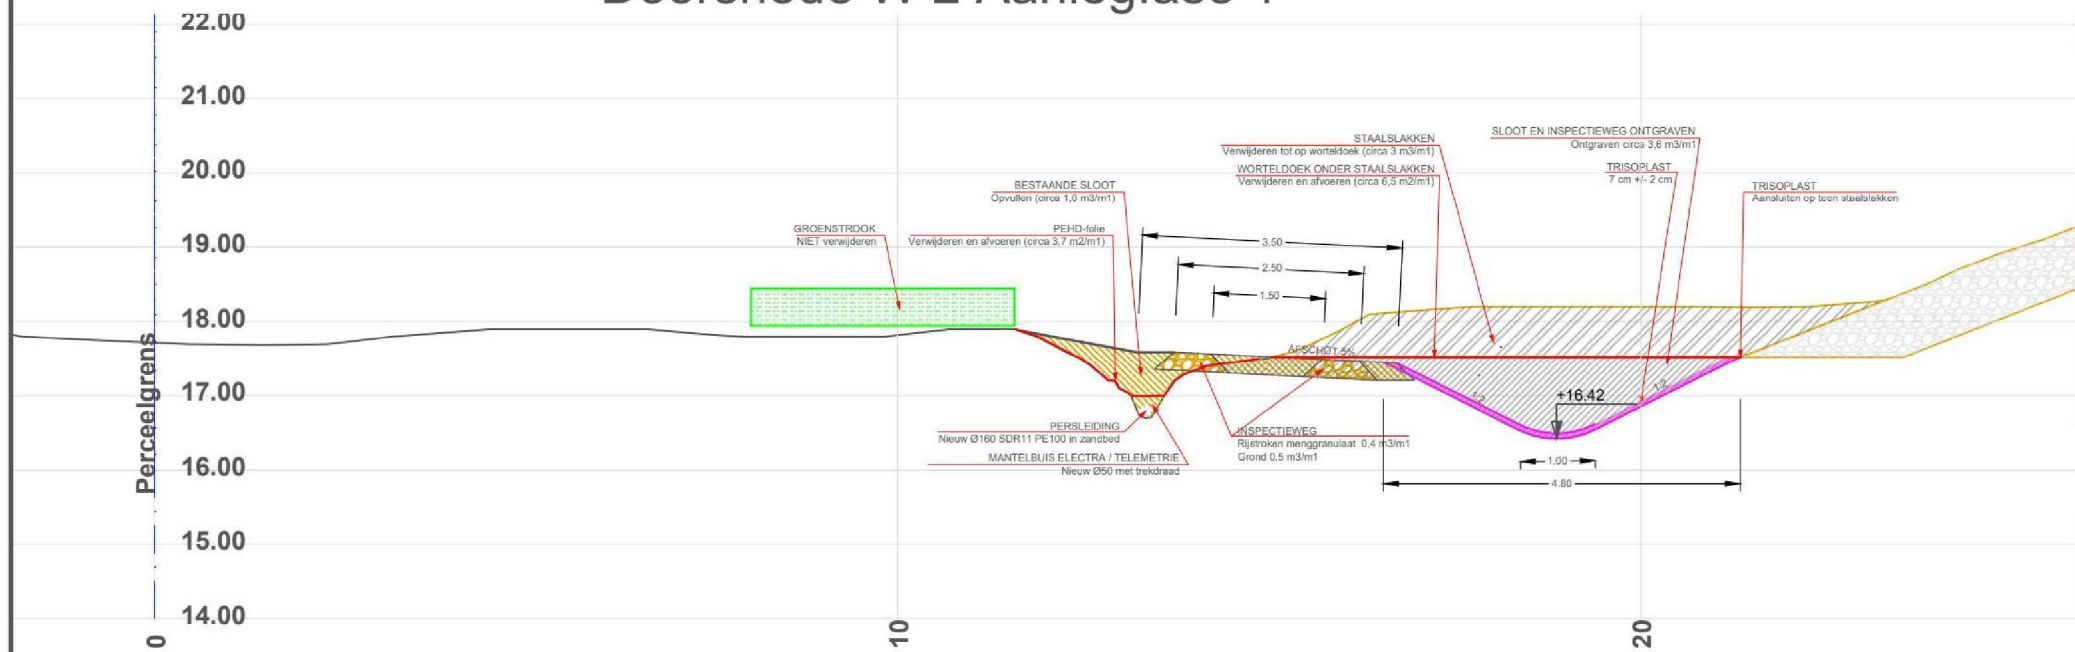 22.00
21.00
20.00
19.00
18.00
17.00
16.00
15.00
14.00
Perceelgrens
0
10
20
GROENSTROOK
NIET verwijderen
BESTAANDE SLOOT
Opvullen (circa 1,0 m3/m1)
PEHD-folie
Verwijderen en afvoeren (circa 3,7 m2/m1)
STAALSLAKKEN
Verwijderen tot op worteldoek (circa 3 m3/m1)
WORTELDOEK ONDER STAALSLAKKEN
Verwijderen en afvoeren (circa 6,5 m2/m1)
SLOOT EN INSPECTIEWEG ONTGRAVEN
Ontgraven circa 3,6 m3/m1
TRISOPLAST
7 cm +/- 2 cm
TRISOPLAST
Aansluiten op teen staalslakken
3.50
2.50
1.50
AFSCHOT 5%
1:2
+16.42
PERSLEIDING
Nieuw Ø160 SDR11 PE100 in zandbed
MANTELBUIS ELECTRA / TELEMETRIE
Nieuw Ø50 met trekdraad
INSPECTIEWEG
Rijstroken menggranulaat 0,4 m3/m1
Grond 0,5 m3/m1
1.00
4.80